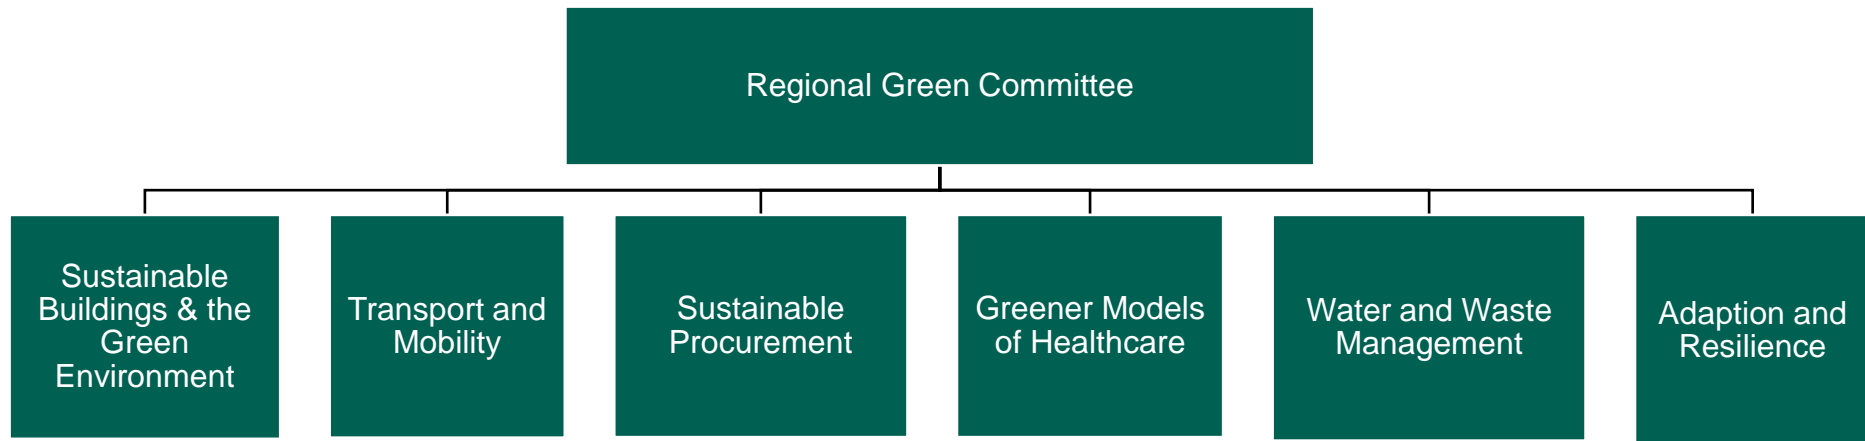 Regional Green Committee
Sustainable
Buildings & the
Green
Environment
Transport and
Mobility
Sustainable
Procurement
Greener Models
of Healthcare
Water and Waste
Management
Adaption and
Resilience